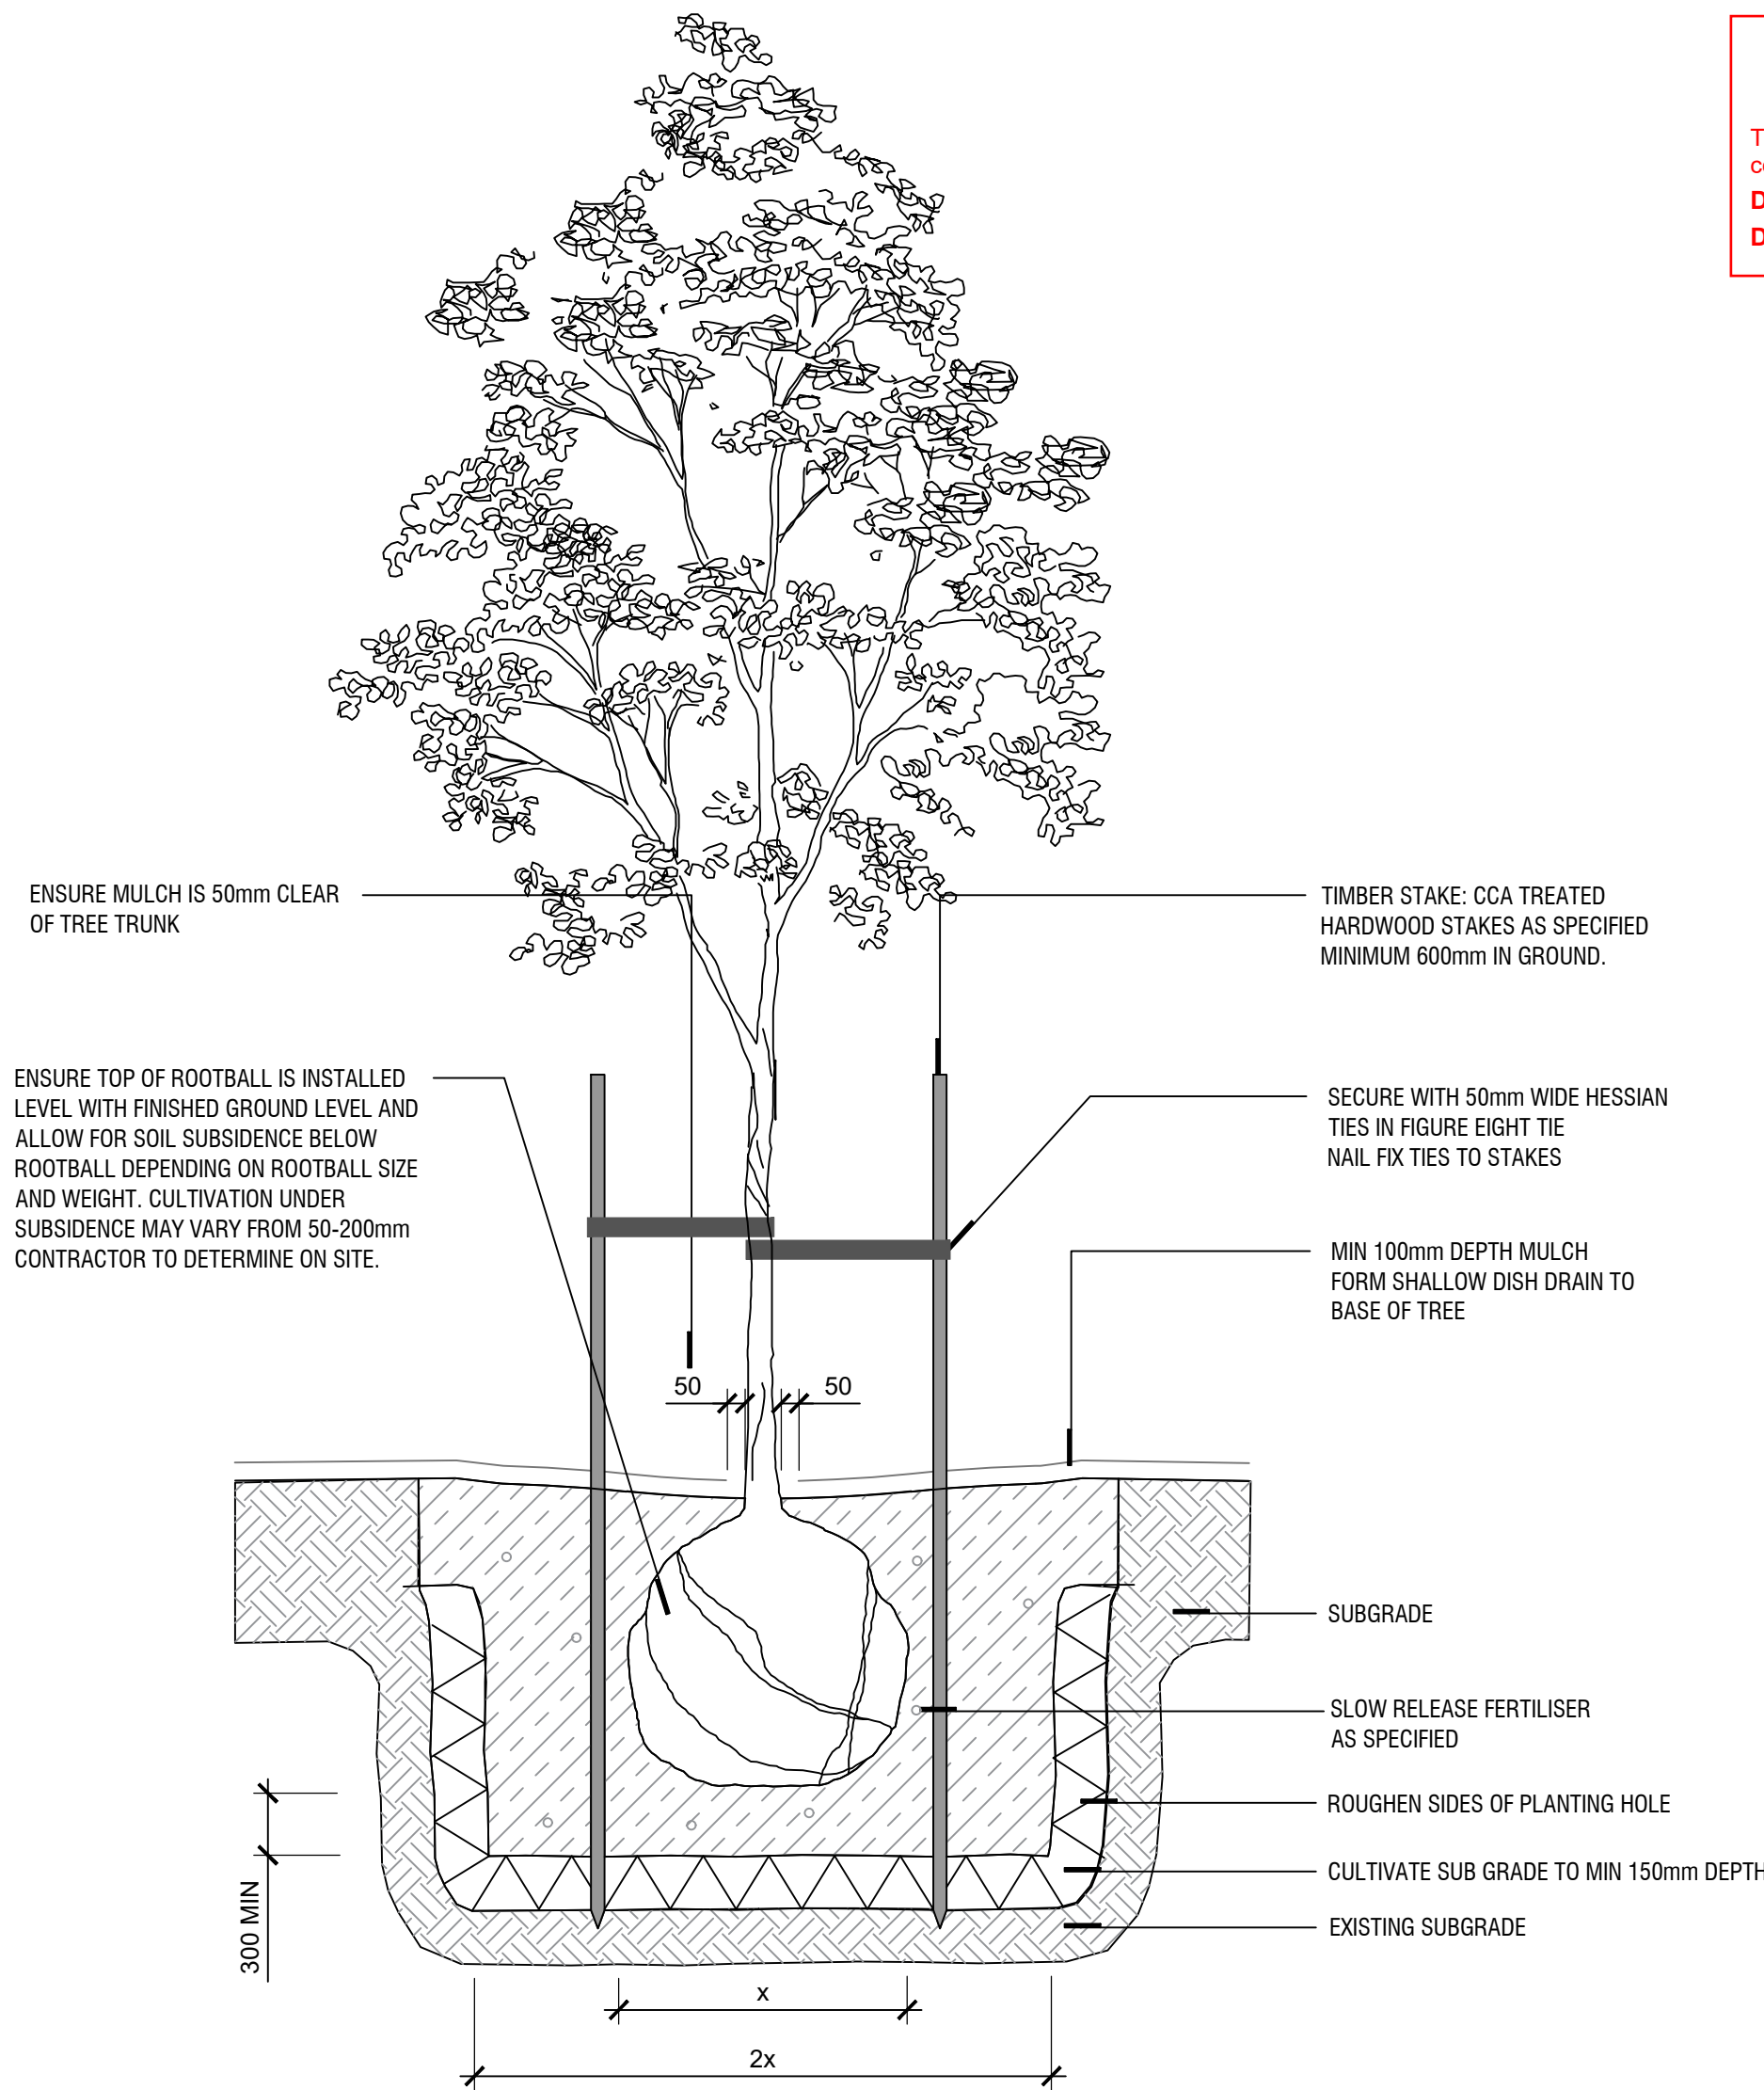 ENSURE MULCH IS 50mm CLEAR
OF TREE TRUNK
ENSURE TOP OF ROOTBALL IS INSTALLED
LEVEL WITH FINISHED GROUND LEVEL AND
ALLOW FOR SOIL SUBSIDENCE BELOW
ROOTBALL DEPENDING ON ROOTBALL SIZE
AND WEIGHT. CULTIVATION UNDER
SUBSIDENCE MAY VARY FROM 50-200mm
CONTRACTOR TO DETERMINE ON SITE.
TIMBER STAKE: CCA TREATED
HARDWOOD STAKES AS SPECIFIED
MINIMUM 600mm IN GROUND.
SECURE WITH 50mm WIDE HESSIAN
TIES IN FIGURE EIGHT TIE
NAIL FIX TIES TO STAKES
MIN 100mm DEPTH MULCH
FORM SHALLOW DISH DRAIN TO
BASE OF TREE
50
50
SUBGRADE
SLOW RELEASE FERTILISER
AS SPECIFIED
ROUGHEN SIDES OF PLANTING HOLE
CULTIVATE SUB GRADE TO MIN 150mm DEPTH
EXISTING SUBGRADE
300 MIN
x
2x